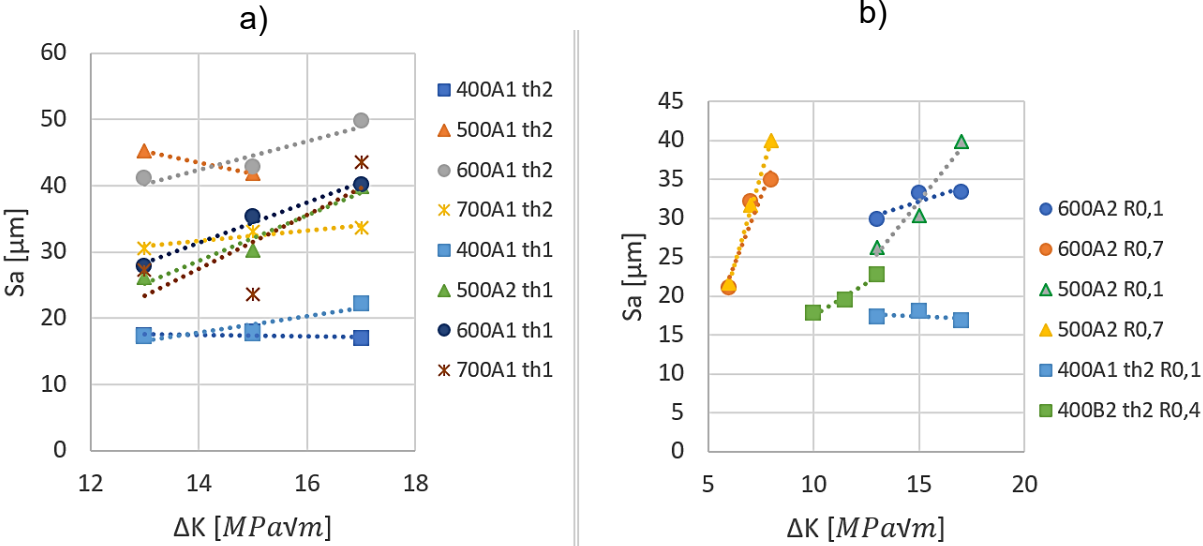 a)
60
50
40
30
20
10
0
12 14 16 18
Sa [µm]
ΔK [MPa√m]
400A1 th2
500A1 th2
600A1 th2
700A1 th2
400A1 th1
500A2 th1
600A1 th1
700A1 th1
b)
45
40
35
30
25
20
15
10
5
0
5 10 15 20
Sa [µm]
ΔK [MPa√m]
600A2 R0,1
600A2 R0,7
500A2 R0,1
500A2 R0,7
400A1 th2 R0,1
400B2 th2 R0,4